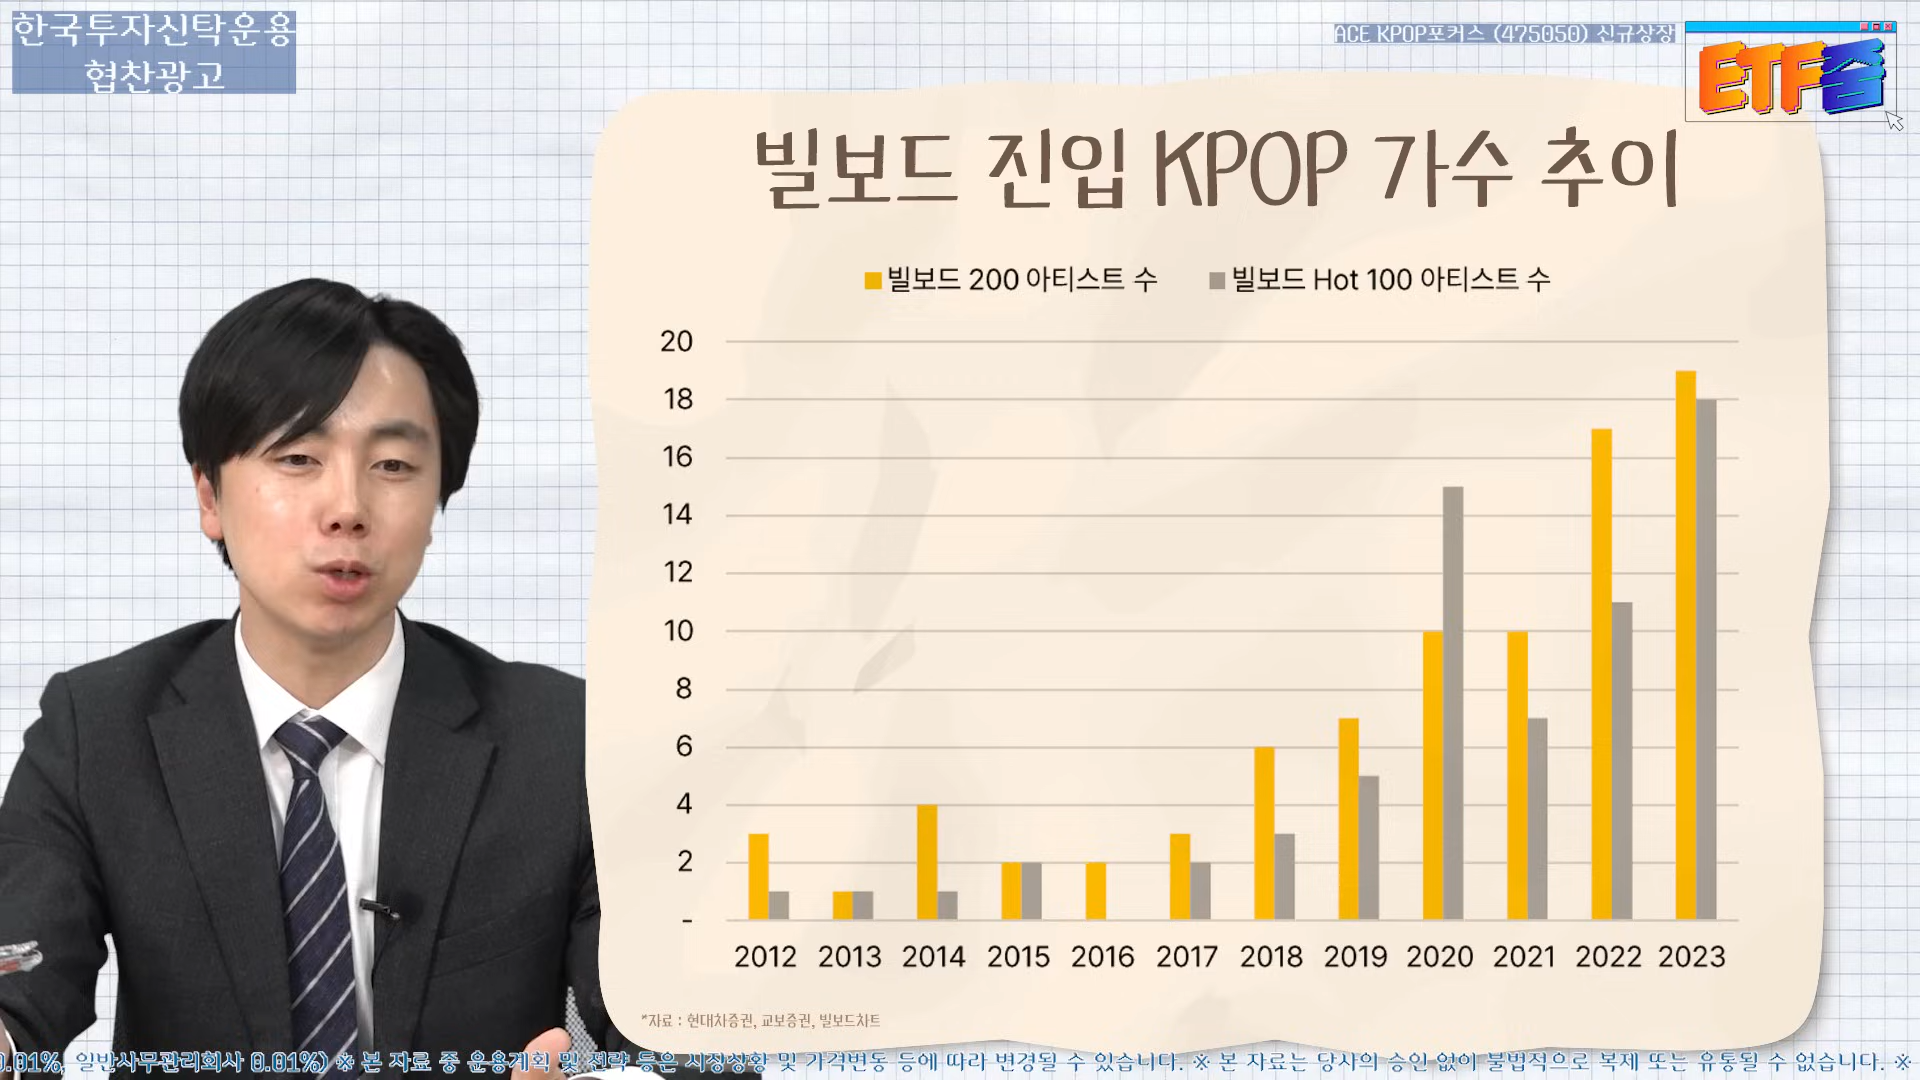 한국투자신탁운용
협찬광고
ACE KPOP포커스 (475050) 신규상장
ETF줌
빌보드 진입 KPOP 가수 추이
빌보드 200 아티스트 수
빌보드 Hot 100 아티스트 수
20
18
16
14
12
10
8
6
4
2
-
2012 2013 2014 2015 2016 2017 2018 2019 2020 2021 2022 2023
*자료 : 현대차증권, 교보증권, 빌보드차트
0.01%, 일반사무관리회사 0.01%) ※ 본 자료 중 운용계획 및 전략 등은 시장상황 및 가격변동 등에 따라 변경될 수 있습니다. ※ 본 자료는 당사의 승인 없이 불법적으로 복제 또는 유통될 수 없습니다. ※